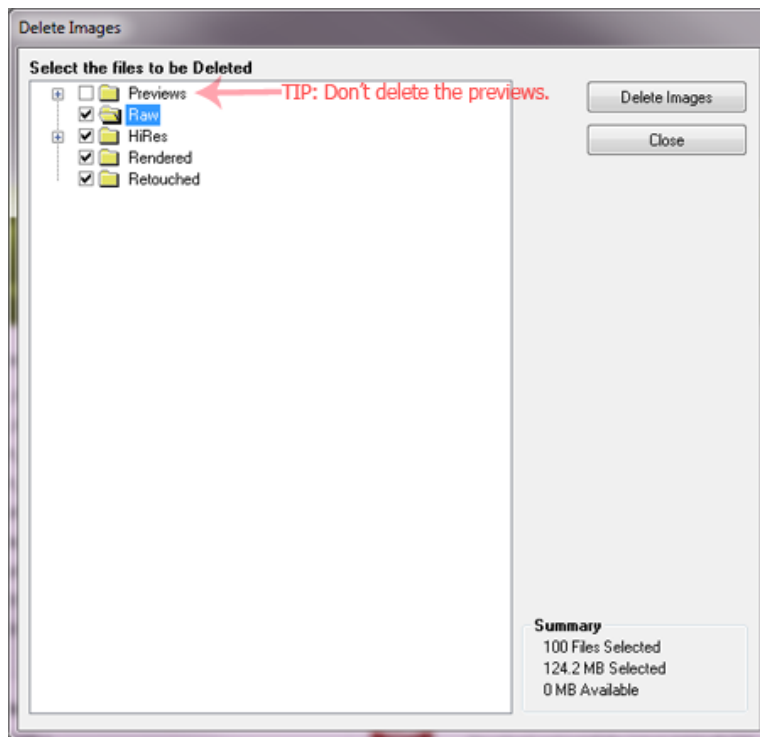 Delete Images
Select the files to be Deleted
Previews
TIP: Don't delete the previews.
Delete Images
Raw
HiRes
Close
Rendered
Retouched
Summary
100 Files Selected
124.2 MB Selected
0 MB Available